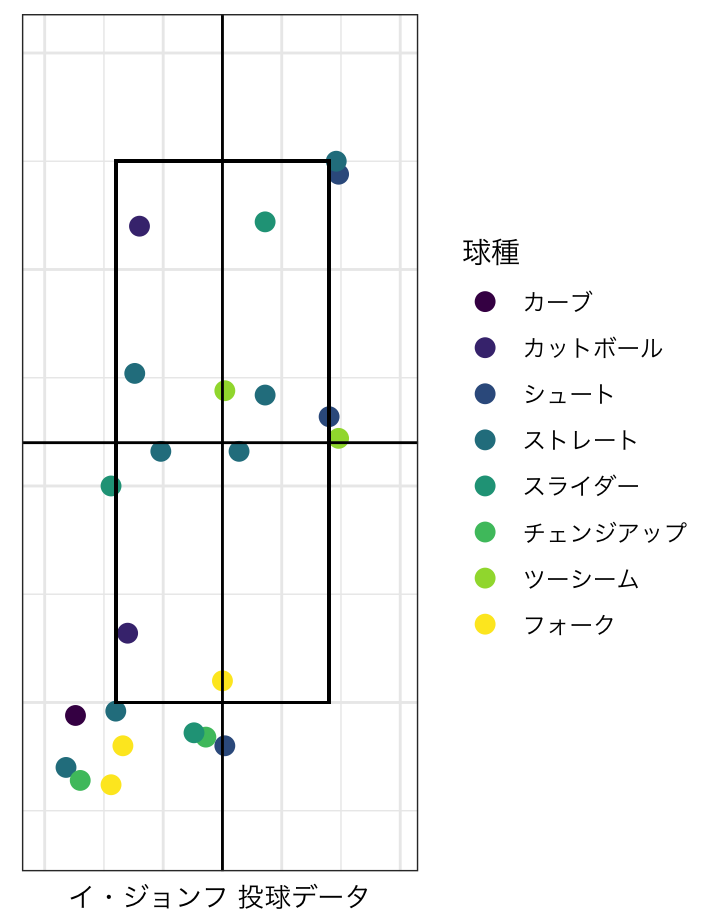 球種
カーブ
カットボール
シュート
ストレート
スライダー
チェンジアップ
ツーシーム
フォーク
イ・ジョンフ 投球データ